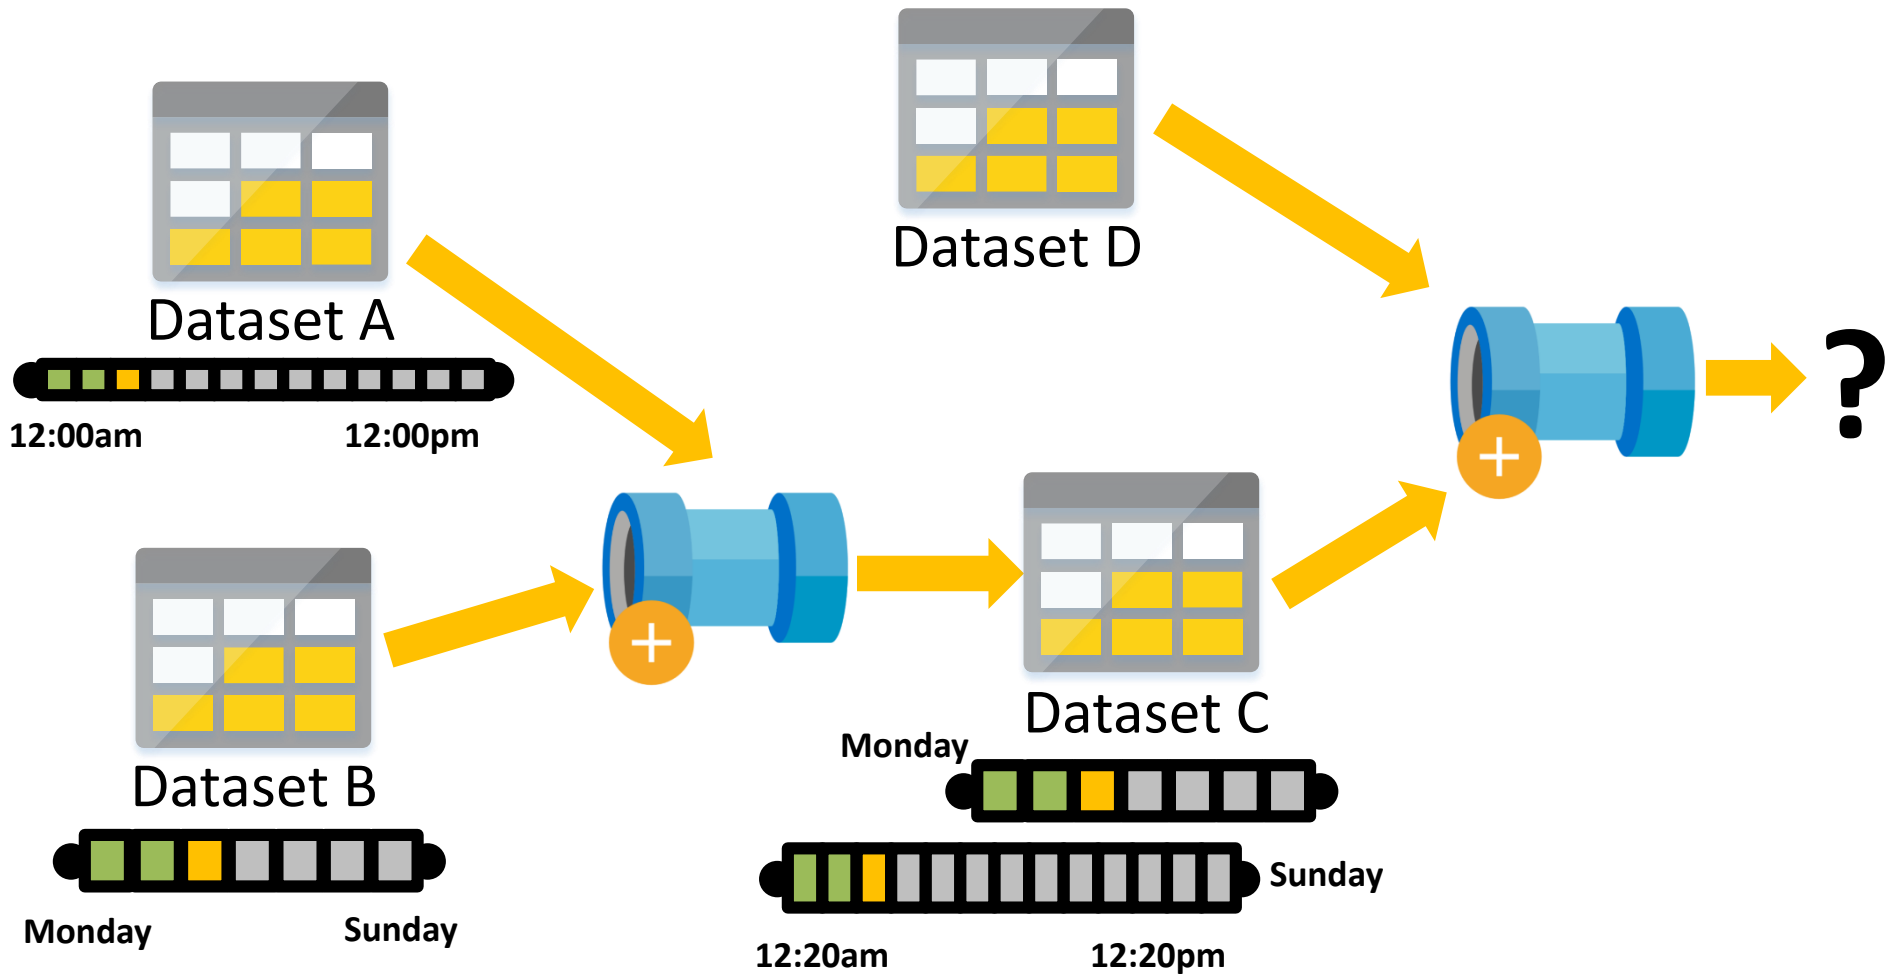 Dataset D
Dataset A
12:00am 12:00pm
?
Dataset C
Monday
Dataset B
Sunday
Monday Sunday
12:20am 12:20pm